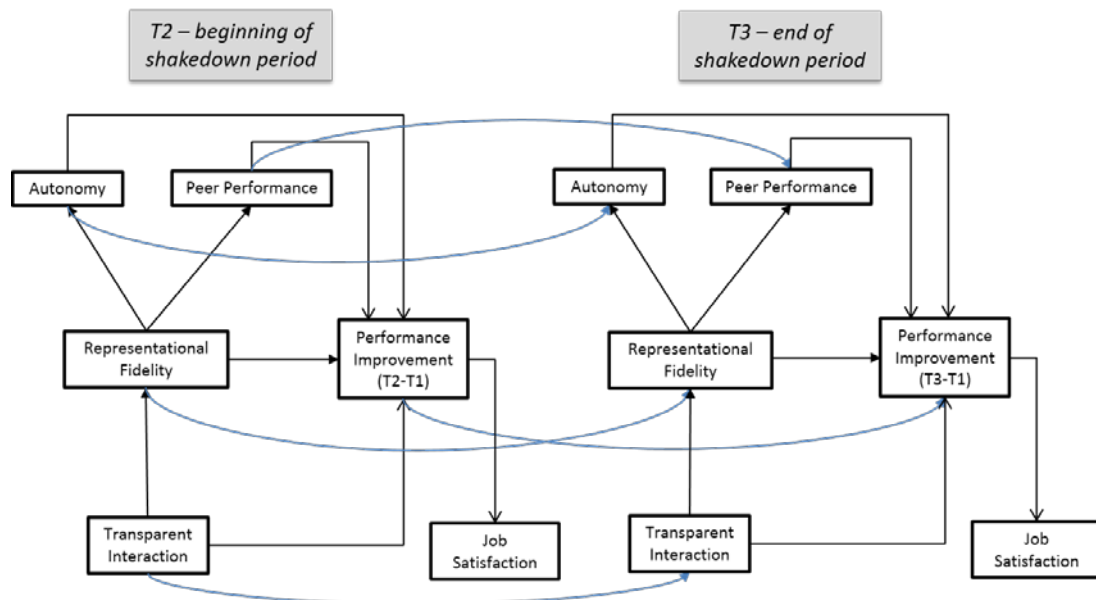 T2 – beginning of
shakedown period
T3 – end of
shakedown period
Autonomy
Peer Performance
Representational
Fidelity
Performance
Improvement
(T2-T1)
Transparent
Interaction
Job
Satisfaction
Autonomy
Peer Performance
Representational
Fidelity
Performance
Improvement
(T3-T1)
Transparent
Interaction
Job
Satisfaction